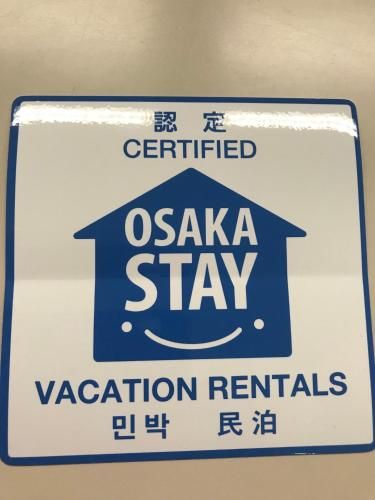 認定
CERTIFIED
OSAKA
STAY
VACATION RENTALS
민박 民泊